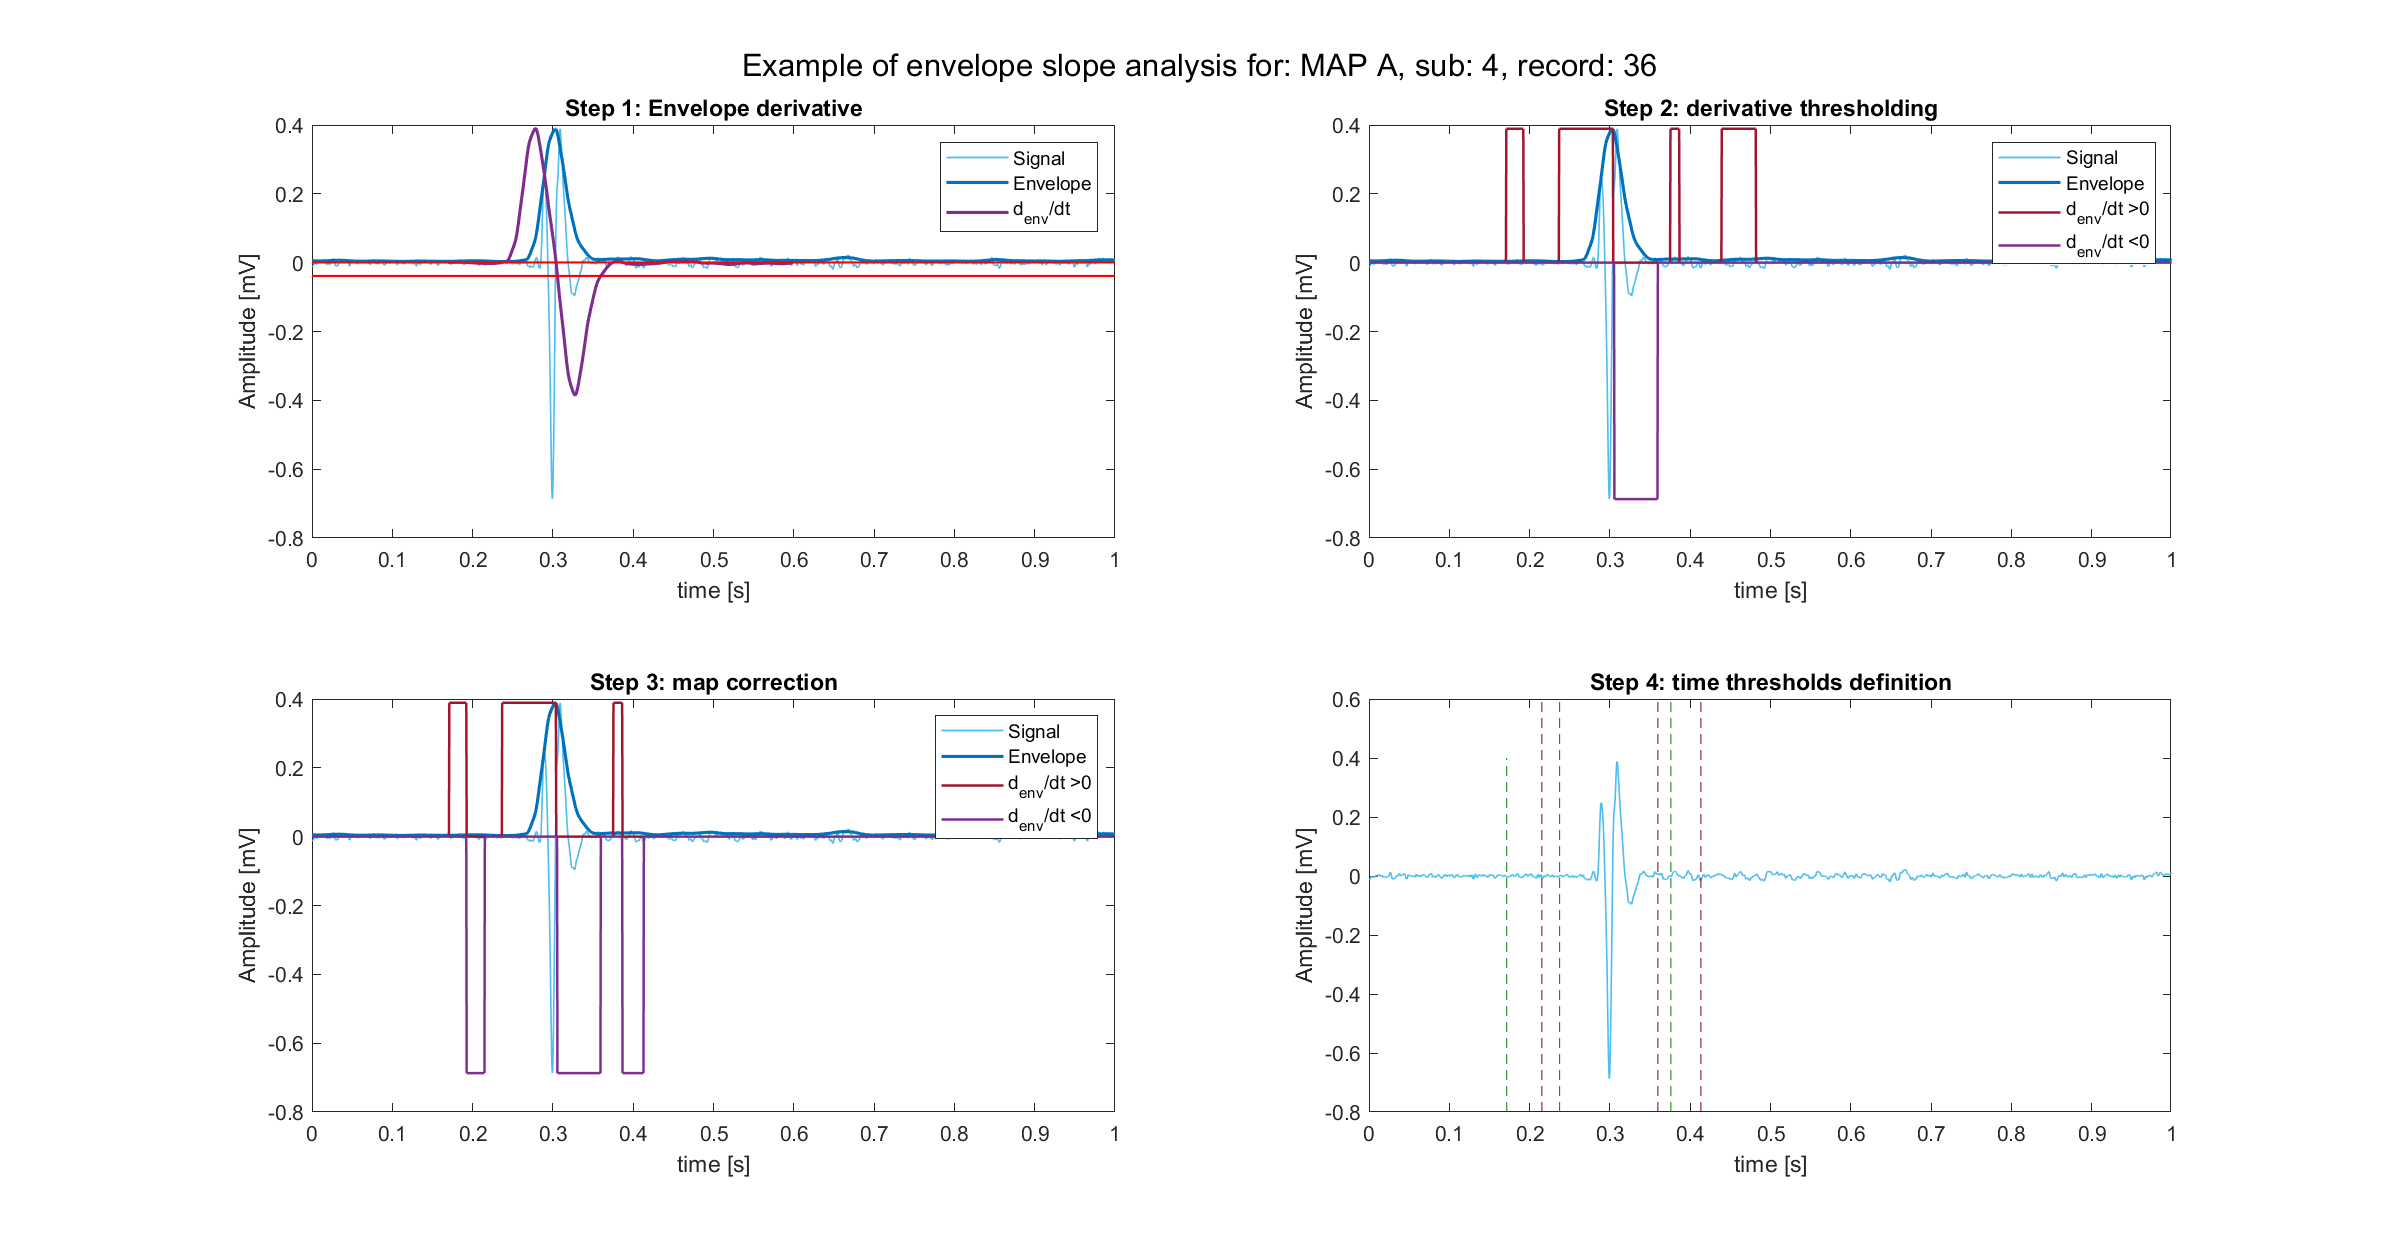 Example of envelope slope analysis for: MAP A, sub: 4, record: 36
Step 1: Envelope derivative
0.4
0.2
0
-0.2
-0.4
-0.6
-0.8
Amplitude [mV]
Signal
Envelope
d_env/dt
0 0.1 0.2 0.3 0.4 0.5 0.6 0.7 0.8 0.9 1
time [s]
Step 2: derivative thresholding
0.4
0.2
0
-0.2
-0.4
-0.6
-0.8
Amplitude [mV]
Signal
Envelope
d_env/dt >0
d_env/dt <0
0 0.1 0.2 0.3 0.4 0.5 0.6 0.7 0.8 0.9 1
time [s]
Step 3: map correction
0.4
0.2
0
-0.2
-0.4
-0.6
-0.8
Amplitude [mV]
Signal
Envelope
d_env/dt >0
d_env/dt <0
0 0.1 0.2 0.3 0.4 0.5 0.6 0.7 0.8 0.9 1
time [s]
Step 4: time thresholds definition
0.6
0.4
0.2
0
-0.2
-0.4
-0.6
-0.8
Amplitude [mV]
0 0.1 0.2 0.3 0.4 0.5 0.6 0.7 0.8 0.9 1
time [s]